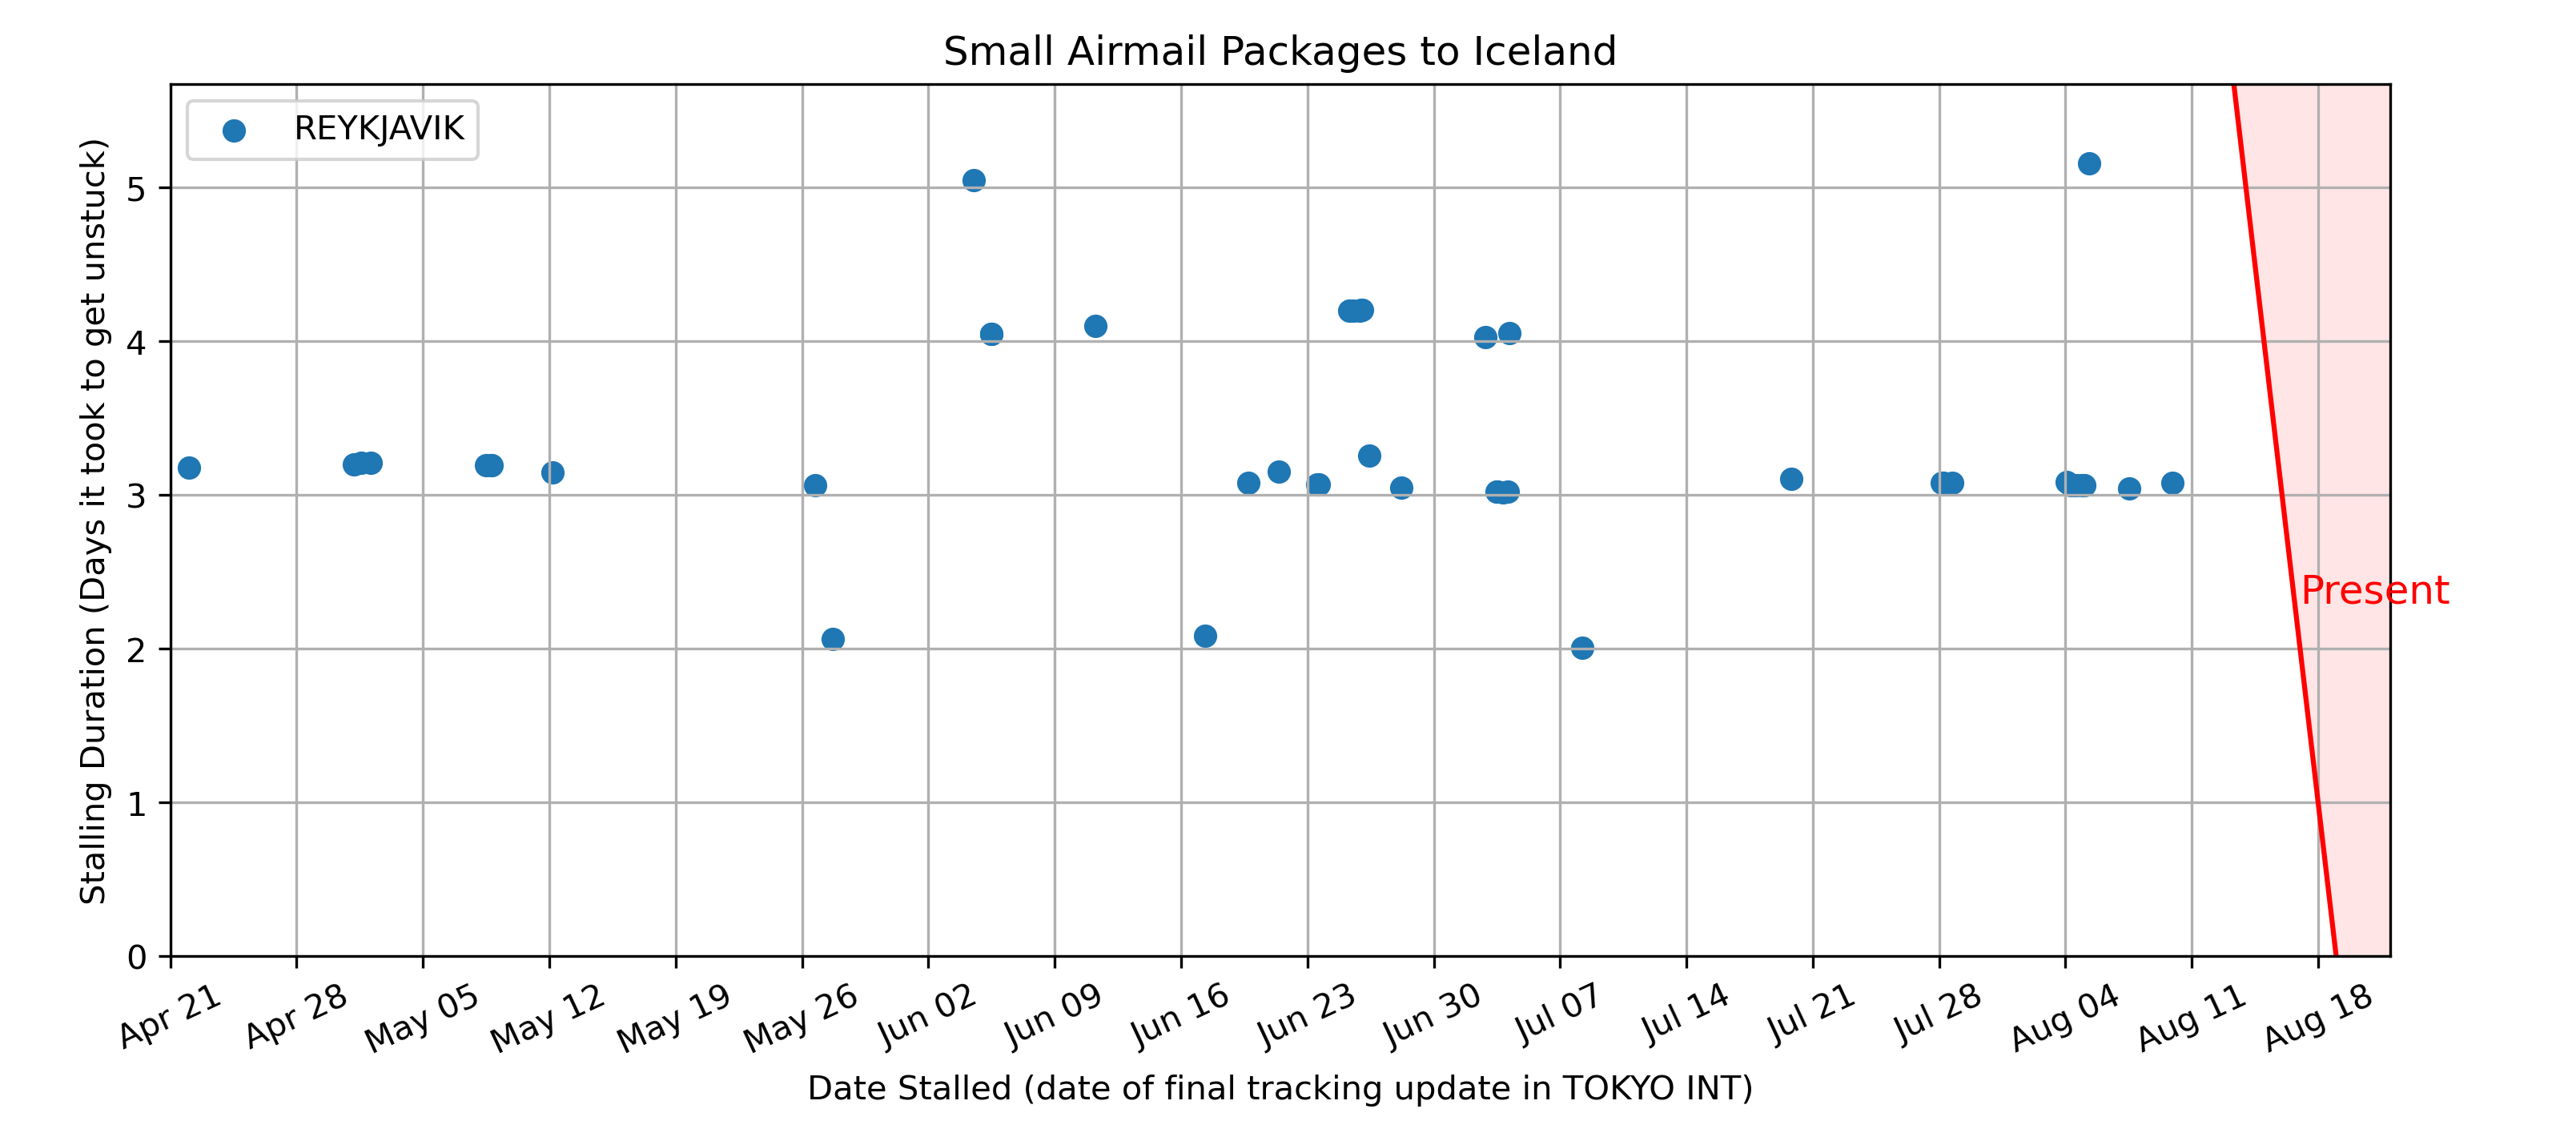 Small Airmail Packages to Iceland
REYKJAVIK
Stalling Duration (Days it took to get unstuck)
5
4
3
2
1
0
Present
Apr 21
Apr 28
May 05
May 12
May 19
May 26
Jun 02
Jun 09
Jun 16
Jun 23
Jun 30
Jul 07
Jul 14
Jul 21
Jul 28
Aug 04
Aug 11
Aug 18
Date Stalled (date of final tracking update in TOKYO INT)